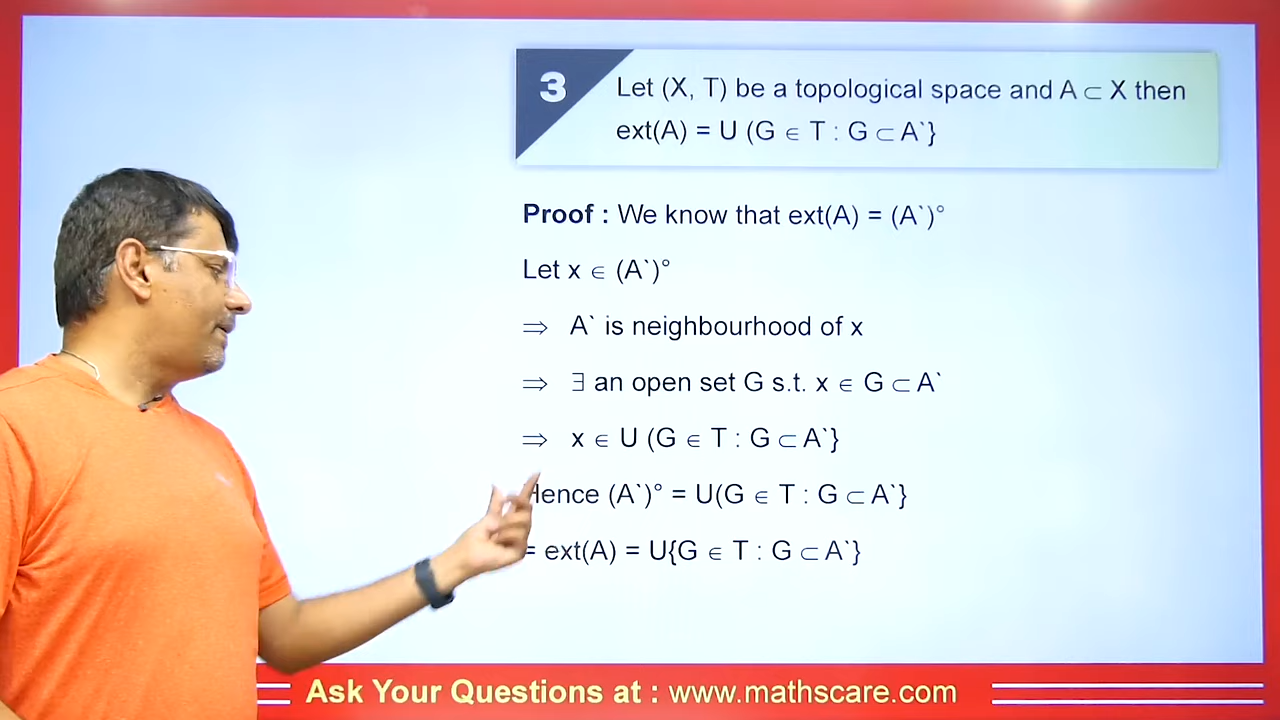 3
Let (X, T) be a topological space and A ⊂ X then
ext(A) = U (G ∈ T : G ⊂ A`}
Proof : We know that ext(A) = (A`)°
Let x ∈ (A`)°
⇒ A` is neighbourhood of x
⇒ ∃ an open set G s.t. x ∈ G ⊂ A`
⇒ x ∈ U (G ∈ T : G ⊂ A`}
Hence (A`)° = U(G ∈ T : G ⊂ A`}
= ext(A) = U{G ∈ T : G ⊂ A`}
Ask Your Questions at : www.mathscare.com